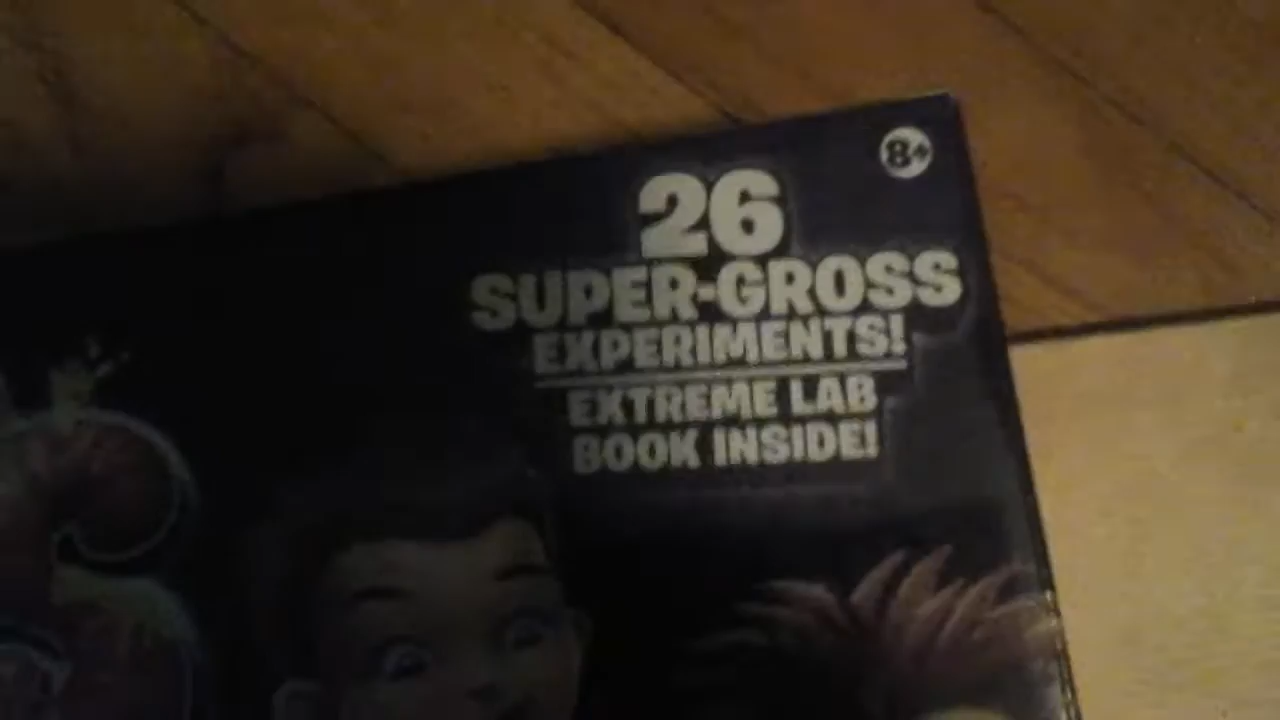 8+
26
SUPER-GROSS
EXPERIMENTS!
EXTREME LAB
BOOK INSIDE!